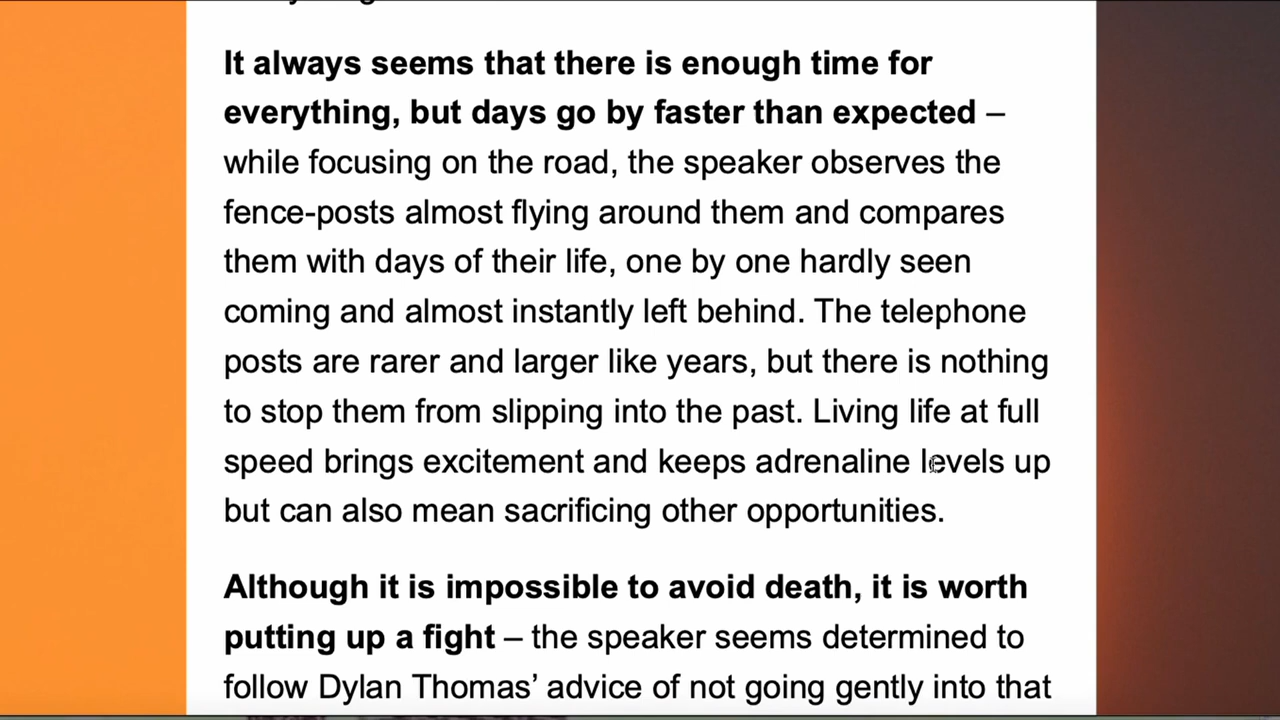 It always seems that there is enough time for
everything, but days go by faster than expected –
while focusing on the road, the speaker observes the
fence-posts almost flying around them and compares
them with days of their life, one by one hardly seen
coming and almost instantly left behind. The telephone
posts are rarer and larger like years, but there is nothing
to stop them from slipping into the past. Living life at full
speed brings excitement and keeps adrenaline levels up
but can also mean sacrificing other opportunities.
Although it is impossible to avoid death, it is worth
putting up a fight – the speaker seems determined to
follow Dylan Thomas’ advice of not going gently into that